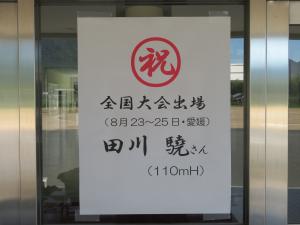 祝
全国大会出場
(8月23～25日・愛媛)
田川 驍さん
(110mH)